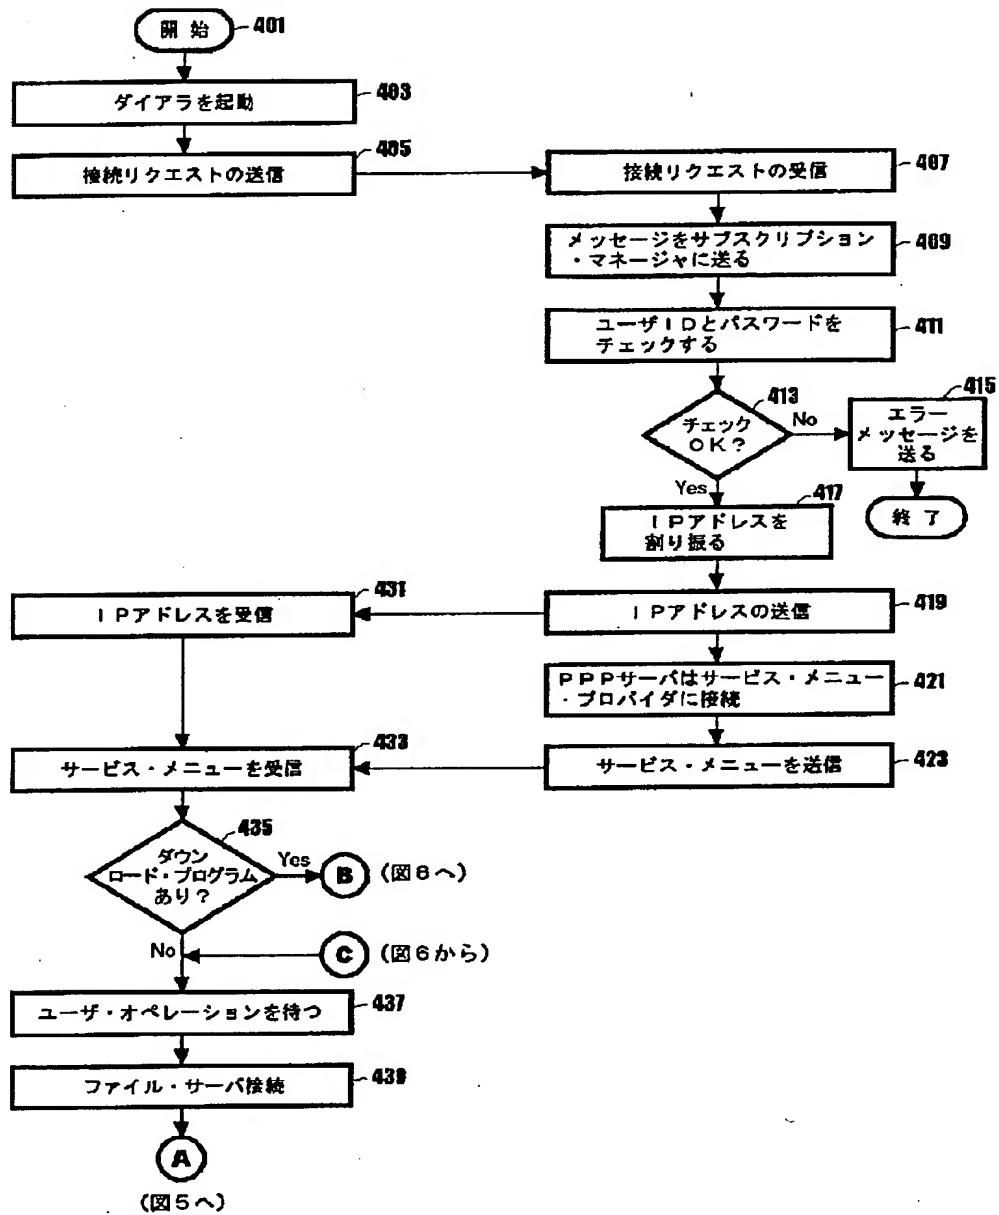 開始
401
ダイアラを起動
403
接続リクエストの送信
405
接続リクエストの受信
407
メッセージをサブスクリプション
・マネージャに送る
409
ユーザIDとパスワードを
チェックする
411
チェック
OK?
413
No
エラー
メッセージを
送る
415
終了
Yes
IPアドレスを
割り振る
417
IPアドレスの送信
419
IPアドレスを受信
431
PPPサーバはサービス・メニュー
・プロバイダに接続
421
サービス・メニューを送信
423
サービス・メニューを受信
433
ダウン
ロード・プログラム
あり?
435
Yes
B
(図6へ)
No
C
(図6から)
ユーザ・オペレーションを待つ
437
ファイル・サーバ接続
439
A
(図5へ)